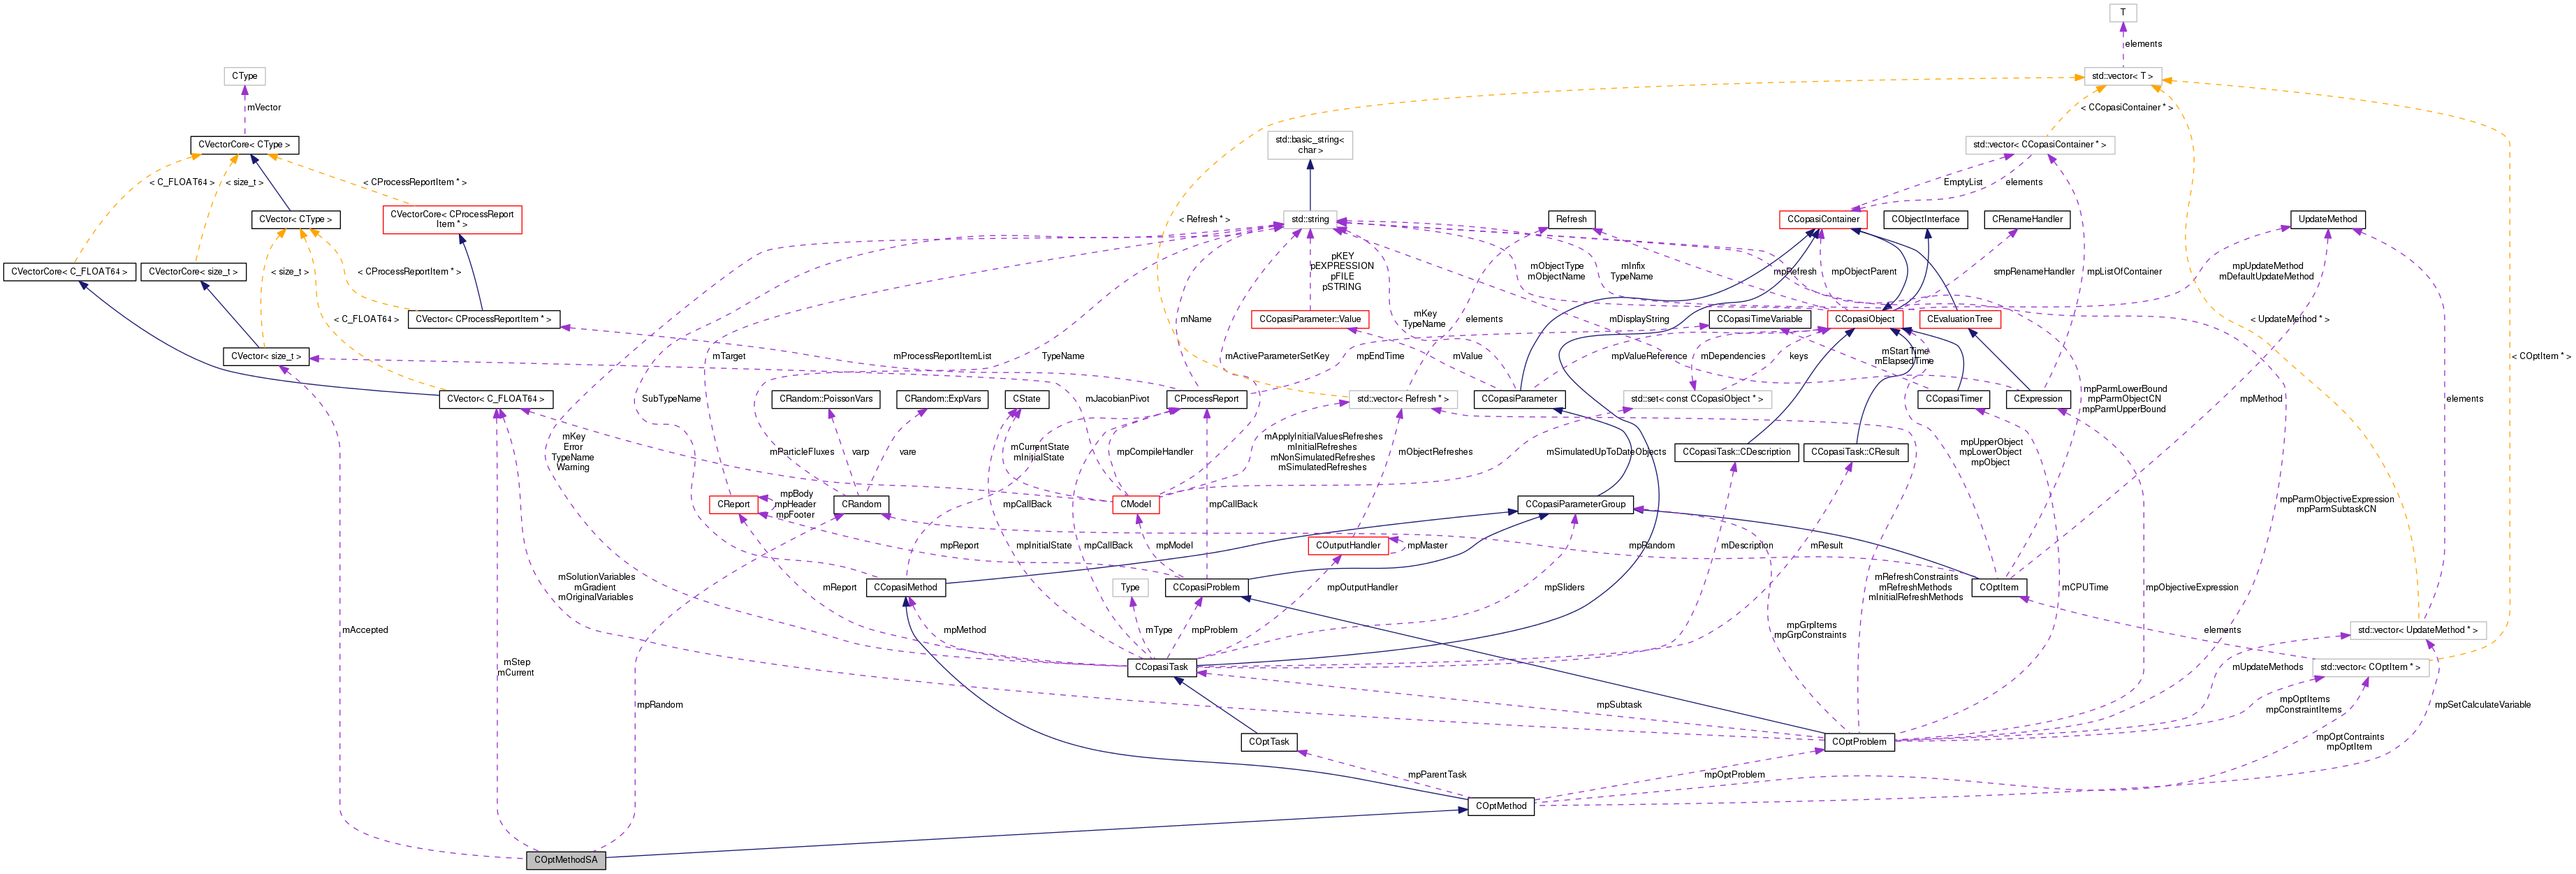 T
elements
CType
std::vector< T >
mVector
< CCopasiContainer * >
std::basic_string<
char >
CVectorCore< CType >
std::vector< CCopasiContainer * >
< C_FLOAT64 >
< size_t >
< CProcessReportItem * >
EmptyList
elements
CVector< CType >
CVectorCore< CProcessReport
Item * >
< Refresh * >
std::string
Refresh
CCopasiContainer
CObjectInterface
CRenameHandler
UpdateMethod
CVectorCore< C_FLOAT64 >
CVectorCore< size_t >
< size_t >
< CProcessReportItem * >
pKEY
pEXPRESSION
pFILE
pSTRING
mObjectType
mObjectName
mInfix
TypeName
mpRefresh
mpObjectParent
smpRenameHandler
mpListOfContainer
mpUpdateMethod
mDefaultUpdateMethod
CVector< CProcessReportItem * >
< C_FLOAT64 >
mName
CCopasiParameter::Value
mKey
TypeName
elements
mDisplayString
CCopasiTimeVariable
CCopasiObject
CEvaluationTree
< UpdateMethod * >
CVector< size_t >
mTarget
mProcessReportItemList
TypeName
mActiveParameterSetKey
mpEndTime
mValue
mpValueReference
mDependencies
keys
mStartTime
mElapsedTime
< COptItem * >
CVector< C_FLOAT64 >
SubTypeName
CRandom::PoissonVars
CRandom::ExpVars
CState
mJacobianPivot
CProcessReport
std::vector< Refresh * >
CCopasiParameter
std::set< const CCopasiObject * >
CCopasiTimer
CExpression
mpParmLowerBound
mpParmObjectCN
mpParmUpperBound
mpMethod
elements
mKey
Error
TypeName
Warning
mParticleFluxes
varp
vare
mCurrentState
mInitialState
mpCompileHandler
mApplyInitialValuesRefreshes
mInitialRefreshes
mNonSimulatedRefreshes
mSimulatedRefreshes
mObjectRefreshes
mSimulatedUpToDateObjects
CCopasiTask::CDescription
CCopasiTask::CResult
mpUpperObject
mpLowerObject
mpObject
CReport
mpBody
mpHeader
mpFooter
CRandom
mpCallBack
CModel
mpCallBack
CCopasiParameterGroup
mpParmObjectiveExpression
mpParmSubtaskCN
mpReport
mpInitialState
mpCallBack
mpModel
COutputHandler
mpMaster
mpRandom
mDescription
mResult
mSolutionVariables
mGradient
mOriginalVariables
CCopasiMethod
mReport
Type
CCopasiProblem
mpOutputHandler
mpSliders
mRefreshConstraints
mRefreshMethods
mInitialRefreshMethods
COptItem
mCPUTime
mpObjectiveExpression
mAccepted
mpMethod
mType
mpProblem
mpGrpItems
mpGrpConstraints
elements
std::vector< UpdateMethod * >
mStep
mCurrent
CCopasiTask
mUpdateMethods
std::vector< COptItem * >
mpRandom
mpSubtask
mpOptItems
mpConstraintItems
mpSetCalculateVariable
COptTask
COptProblem
mpOptContraints
mpOptItem
mpParentTask
mpOptProblem
COptMethod
COptMethodSA